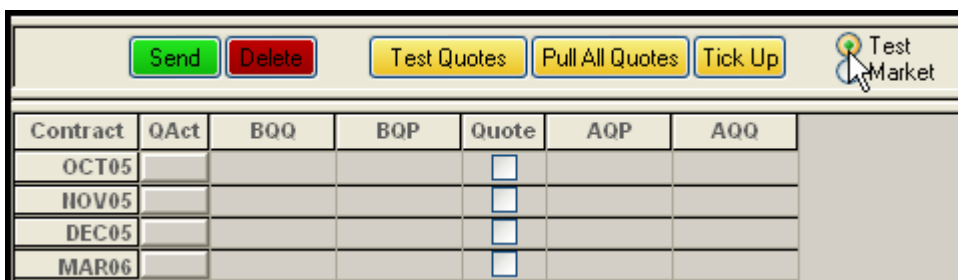 Send Delete Test Quotes Pull All Quotes Tick Up Test
Market
Contract QAct BQQ BQP Quote AQP AQQ
OCT05
NOV05
DEC05
MAR06